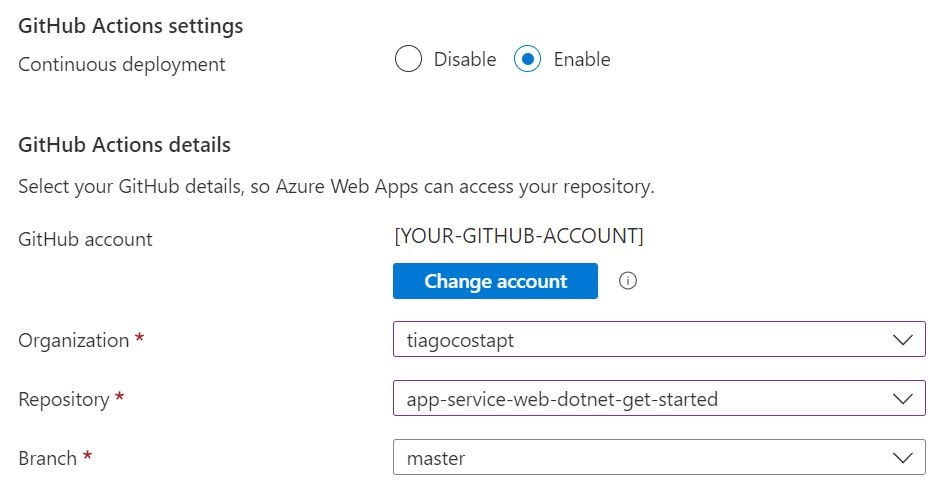 GitHub Actions settings
Continuous deployment Disable Enable
GitHub Actions details
Select your GitHub details, so Azure Web Apps can access your repository.
GitHub account [YOUR-GITHUB-ACCOUNT]
Change account
Organization * tiagocostapt
Repository * app-service-web-dotnet-get-started
Branch * master